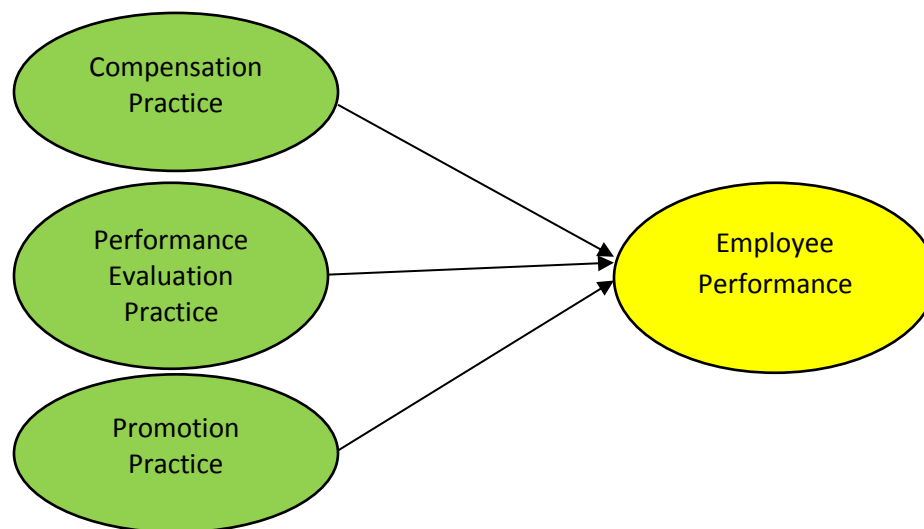 Compensation
Practice
Performance
Evaluation
Practice
Promotion
Practice
Employee
Performance